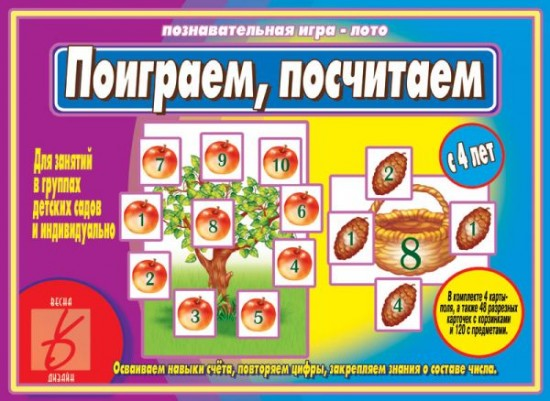 познавательная игра - лото
Поиграем, посчитаем
с 4 лет
Для занятий
в группах
детских садов
и индивидуально
7
9
10
1
8
6
2
4
3
5
2
1
8
1
4
В комплекте 4 карты-
поля, а также 48 разрезных
карточек с корзинками
и 120 с предметами.
ВЕСНА
ДИЗАЙН
Осваиваем навыки счёта, повторяем цифры, закрепляем знания о составе числа.